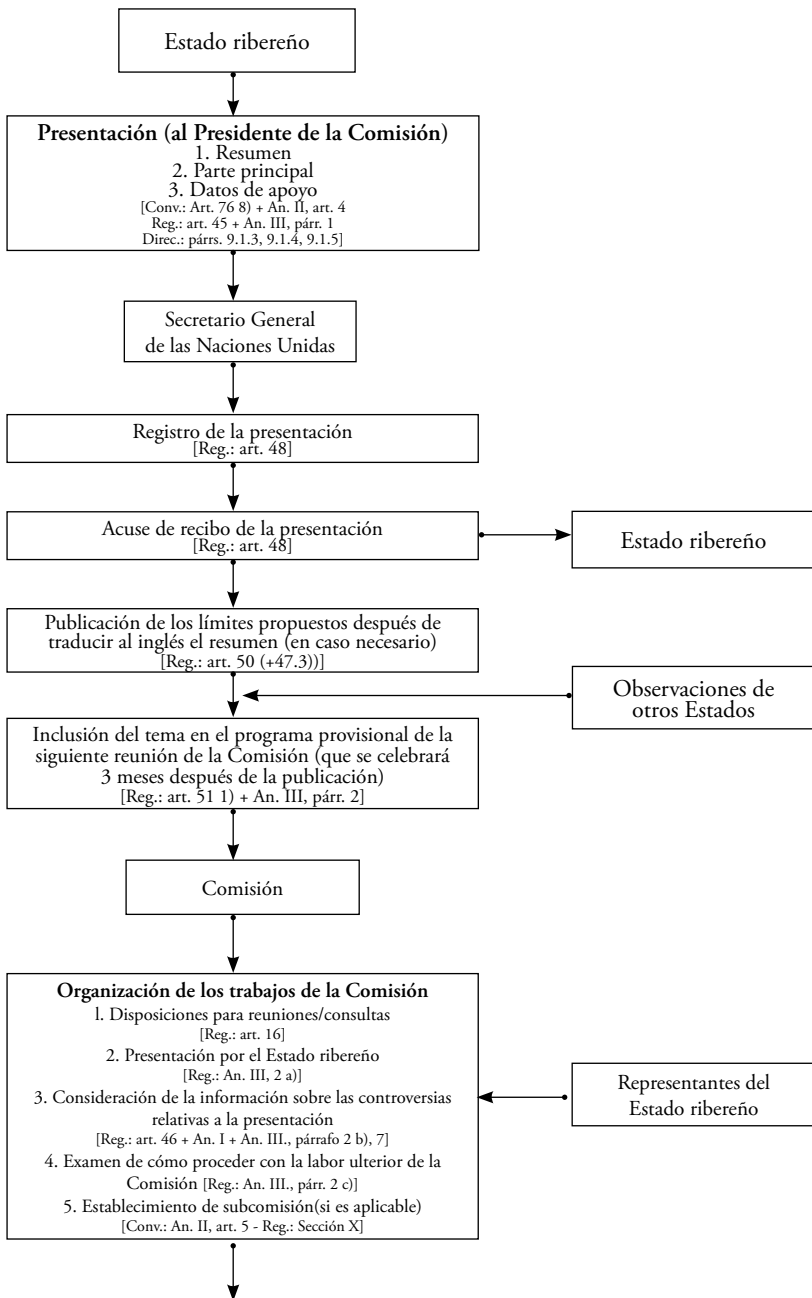 Estado ribereño
Presentación (al Presidente de la Comisión)
1. Resumen
2. Parte principal
3. Datos de apoyo
[Conv.: Art. 76 8) + An. II, art. 4
Reg.: art. 45 + An. III, párr. 1
Direc.: párrs. 9.1.3, 9.1.4, 9.1.5]
Secretario General
de las Naciones Unidas
Registro de la presentación
[Reg.: art. 48]
Acuse de recibo de la presentación
[Reg.: art. 48]
Estado ribereño
Publicación de los límites propuestos después de
traducir al inglés el resumen (en caso necesario)
[Reg.: art. 50 (+47.3))]
Observaciones de
otros Estados
Inclusión del tema en el programa provisional de la
siguiente reunión de la Comisión (que se celebrará
3 meses después de la publicación)
[Reg.: art. 51 1) + An. III, párr. 2]
Comisión
Organización de los trabajos de la Comisión
l. Disposiciones para reuniones/consultas
[Reg.: art. 16]
2. Presentación por el Estado ribereño
[Reg.: An. III, 2 a)]
3. Consideración de la información sobre las controversias
relativas a la presentación
[Reg.: art. 46 + An. I + An. III., párrafo 2 b), 7]
4. Examen de cómo proceder con la labor ulterior de la
Comisión [Reg.: An. III., párr. 2 c)]
5. Establecimiento de subcomisión(si es aplicable)
[Conv.: An. II, art. 5 - Reg.: Sección X]
Representantes del
Estado ribereño